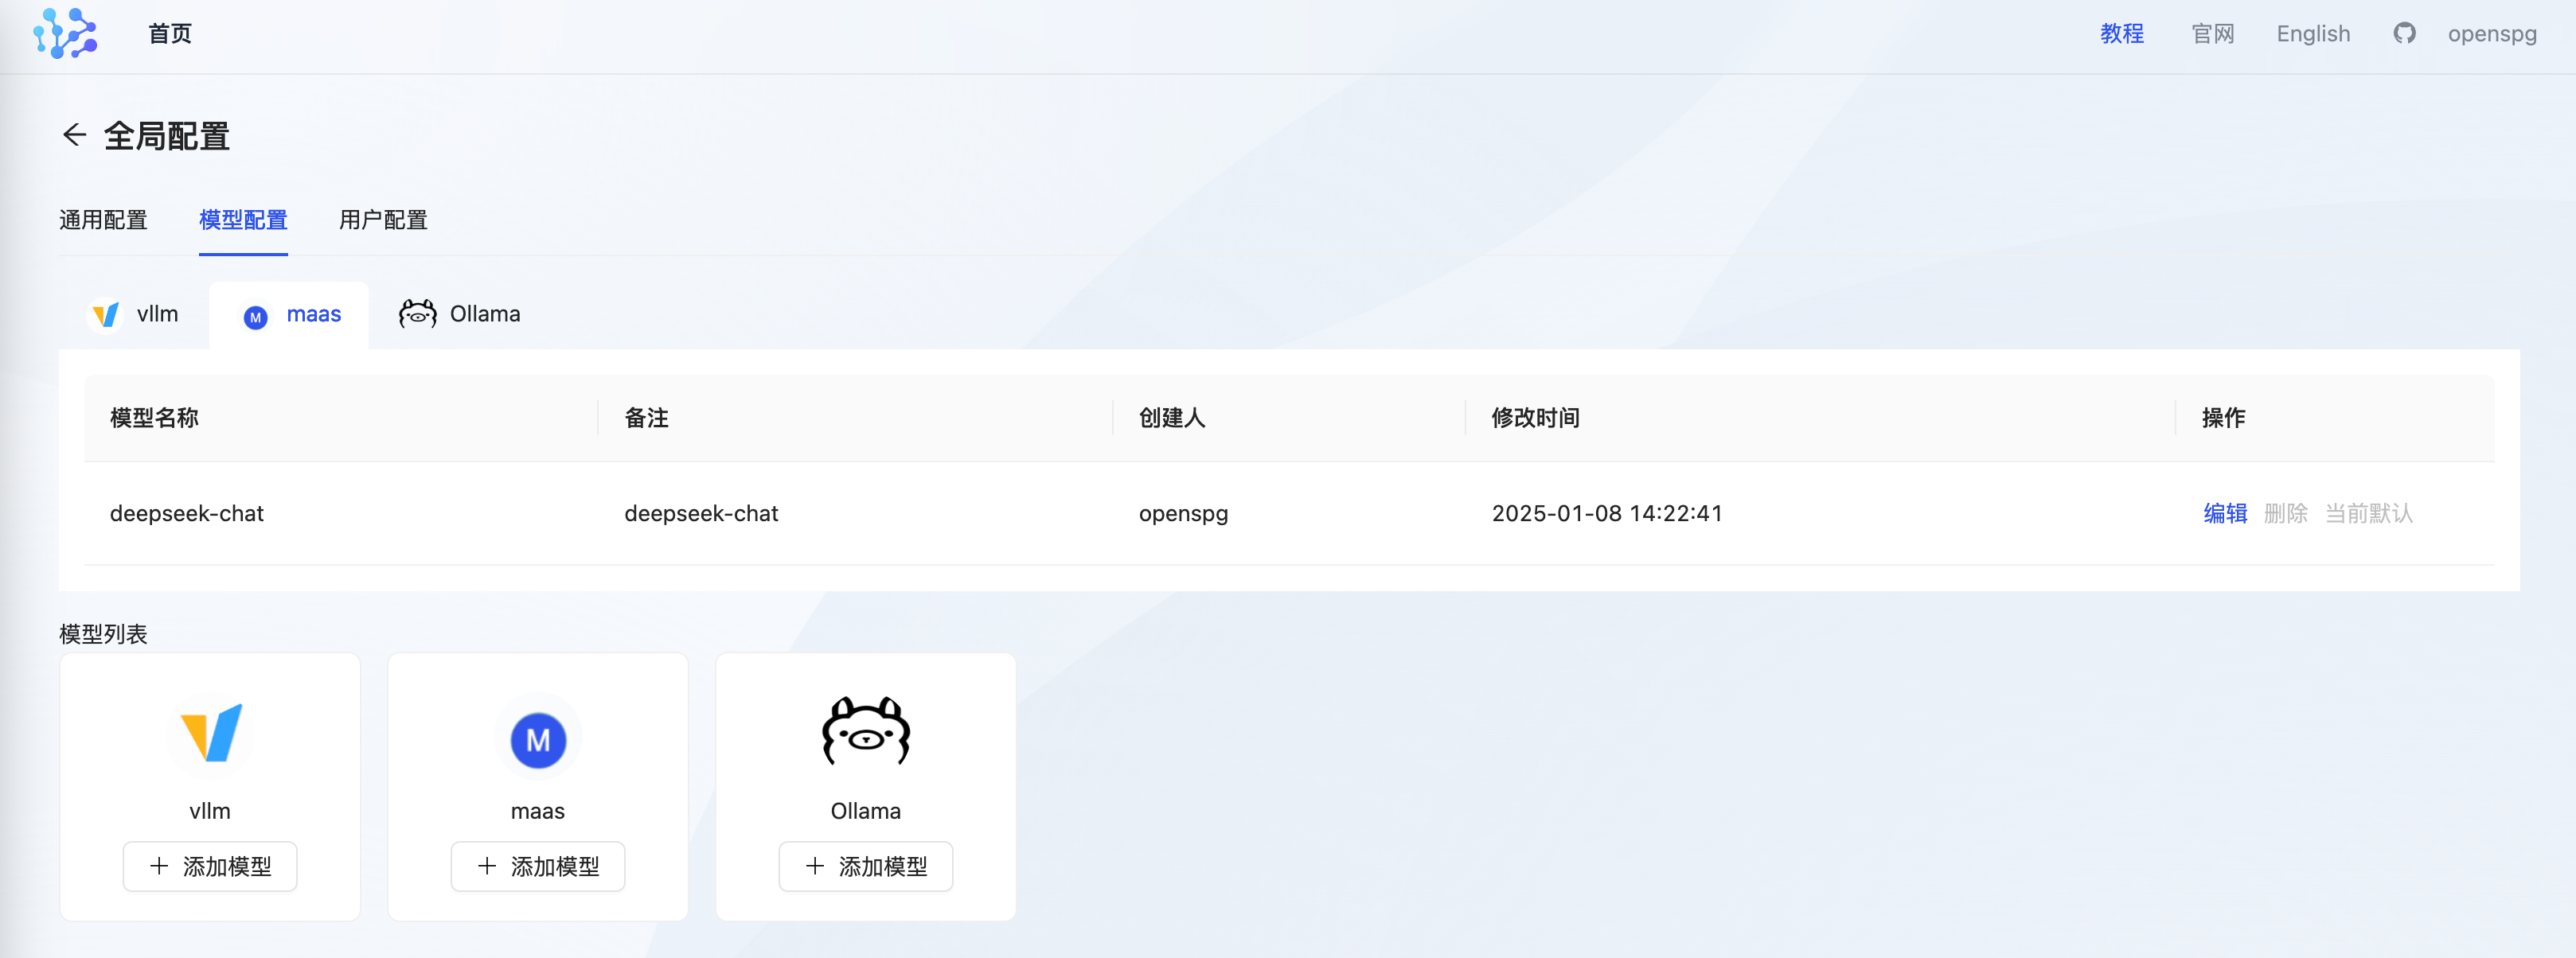 首页 教程 官网 English openspg
全局配置
通用配置 模型配置 用户配置
vllm M maas Ollama
模型名称 备注 创建人 修改时间 操作
deepseek-chat deepseek-chat openspg 2025-01-08 14:22:41 编辑 删除 当前默认
模型列表
M
vllm maas Ollama
+ 添加模型 + 添加模型 + 添加模型